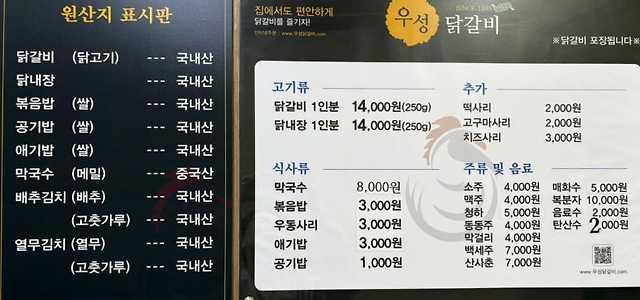 원산지 표시판
닭갈비 (닭고기) --- 국내산
닭내장 --- 국내산
볶음밥 (쌀) --- 국내산
공기밥 (쌀) --- 국내산
애기밥 (쌀) --- 국내산
막국수 (메밀) --- 중국산
배추김치 (배추) --- 국내산
(고춧가루) --- 국내산
열무김치 (열무) --- 국내산
(고춧가루) --- 국내산
집에서도 편안하게
닭갈비를 즐기자!
www.우성닭갈비.com
SINCE
우성 닭갈비
※닭갈비 포장됩니다※
고기류
닭갈비 1인분 14,000원(250g)
닭내장 1인분 14,000원(250g)
추가
떡사리 2,000원
고구마사리 2,000원
치즈사리 3,000원
식사류
막국수 8,000원
볶음밥 3,000원
우동사리 3,000원
애기밥 3,000원
공기밥 1,000원
주류 및 음료
소주 4,000원 매화수 5,000원
맥주 4,000원 복분자 10,000원
청하 5,000원 음료수 2,000원
동동주 4,000원 탄산수 2,000원
막걸리 4,000원
백세주 7,000원
산사춘 7,000원
www.우성닭갈비.com